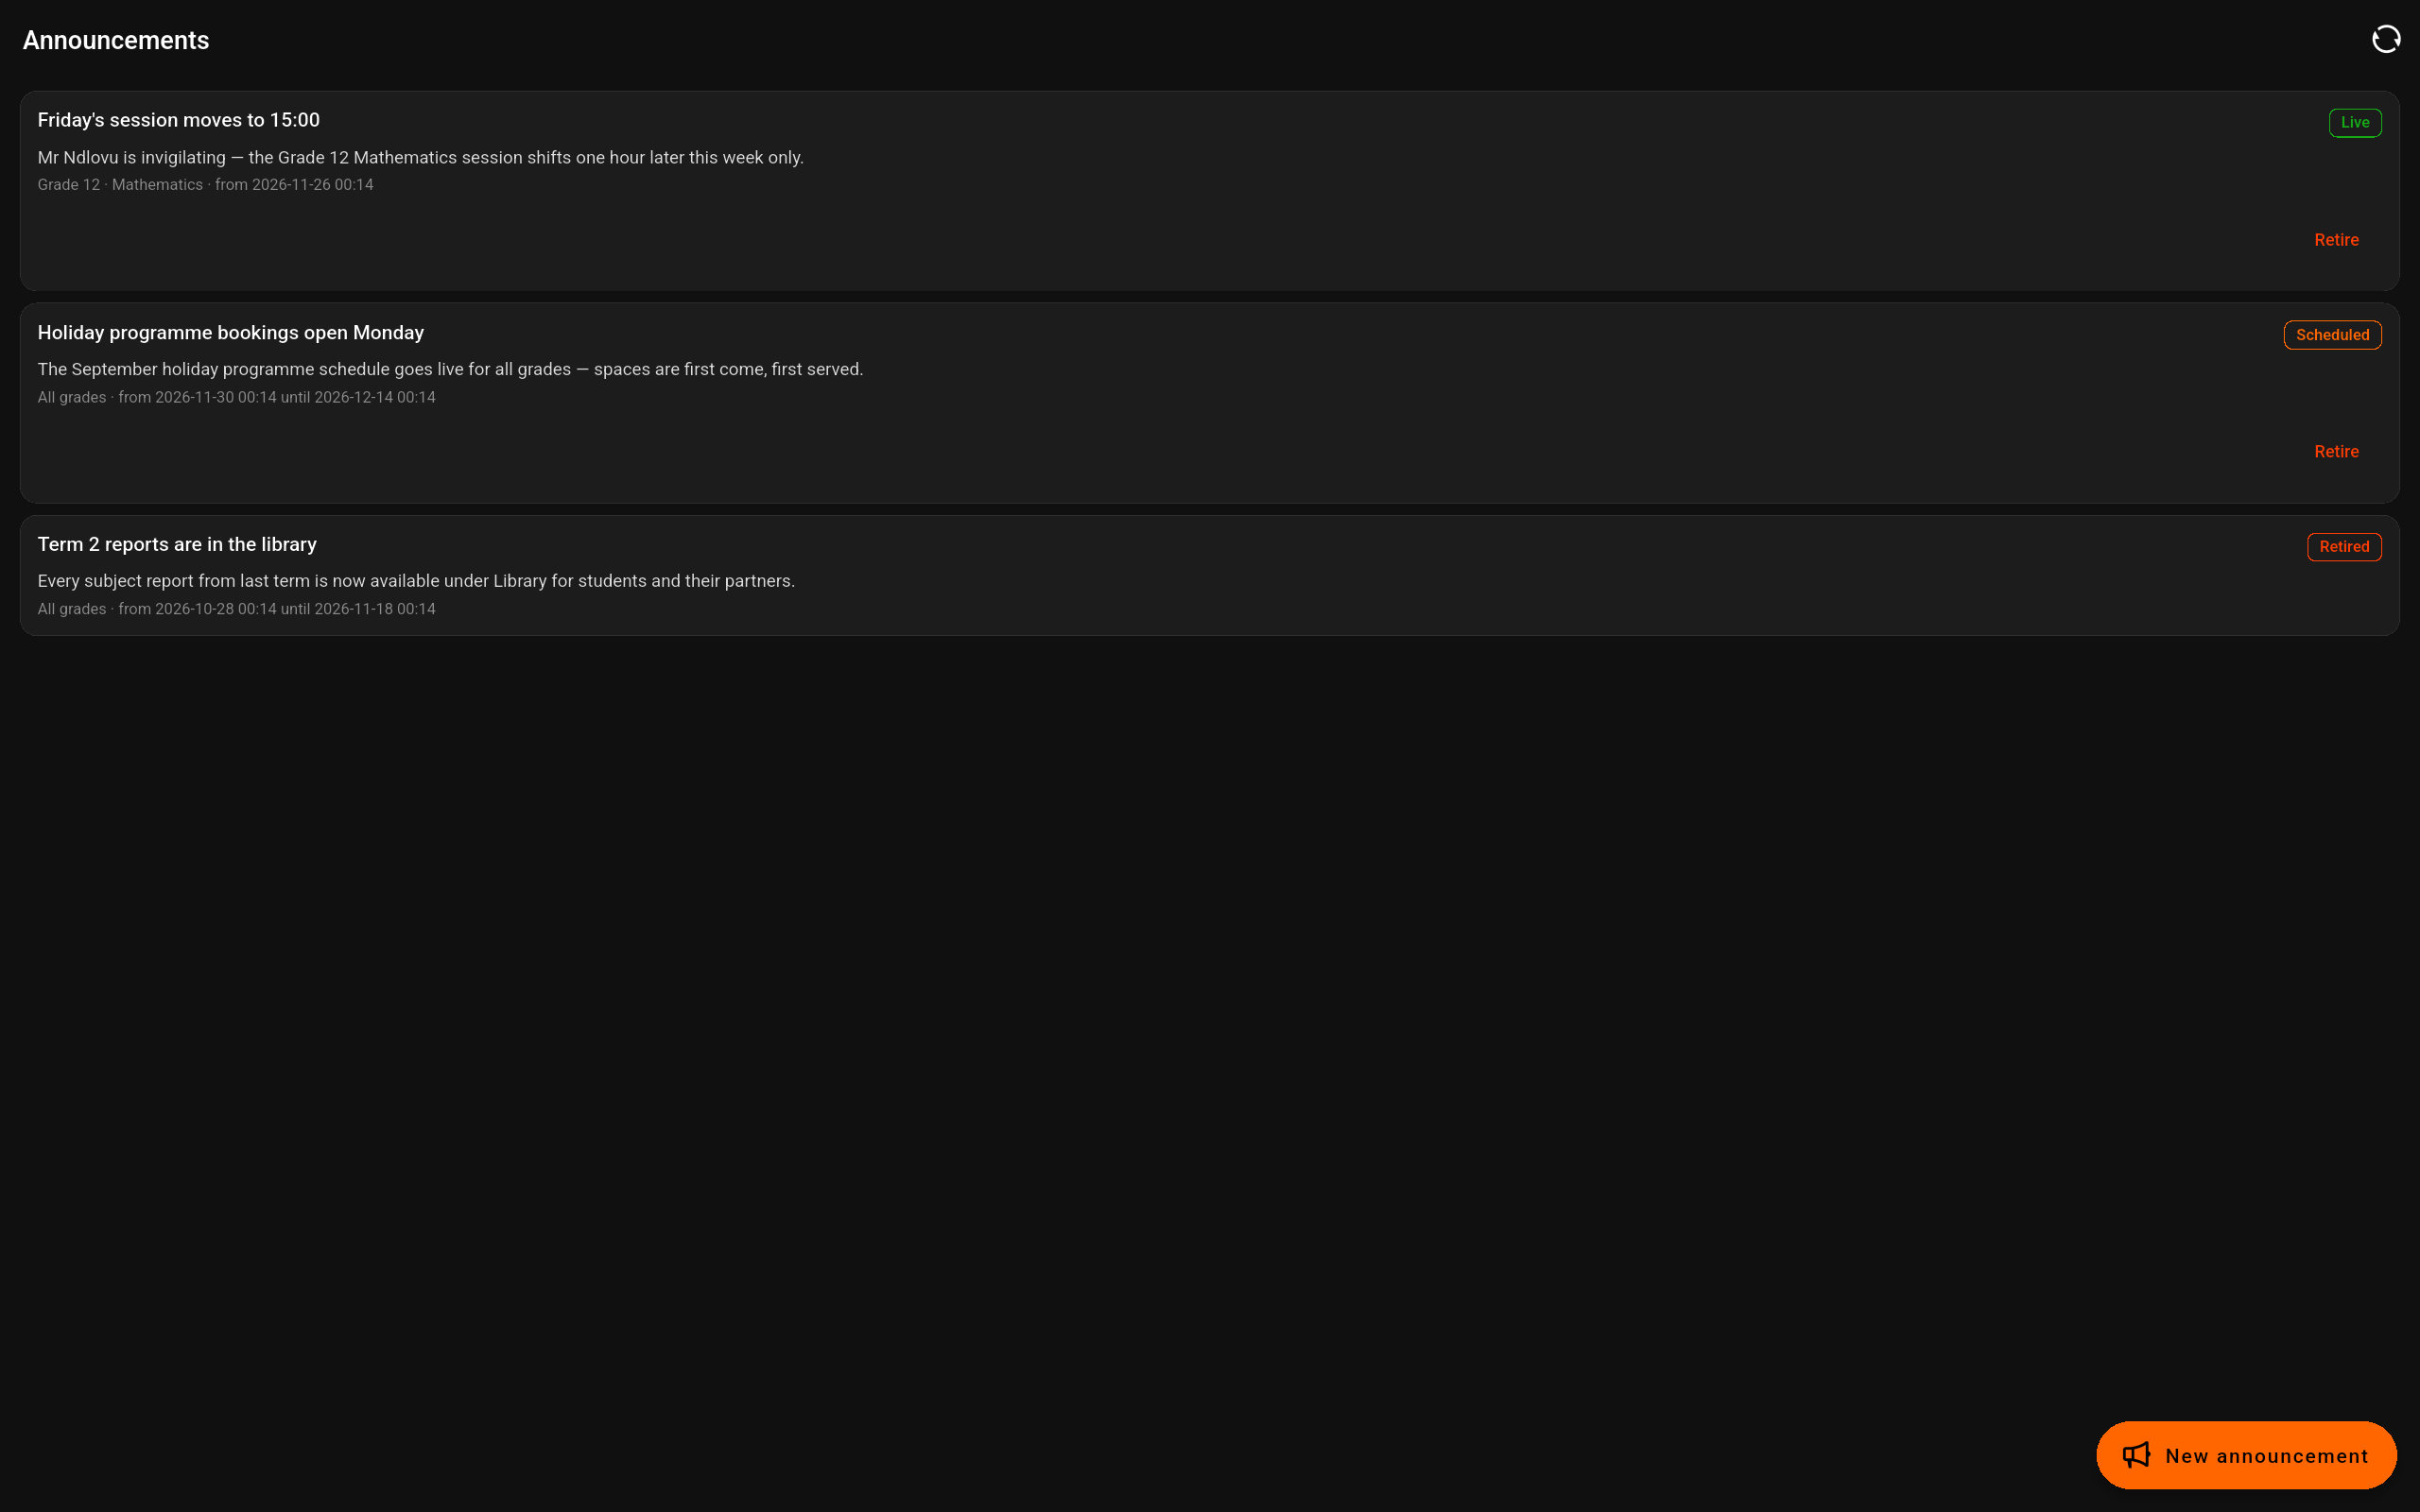 Announcements
Friday's session moves to 15:00
Live
Mr Ndlovu is invigilating — the Grade 12 Mathematics session shifts one hour later this week only.
Grade 12 · Mathematics · from 2026-11-26 00:14
Retire
Holiday programme bookings open Monday
Scheduled
The September holiday programme schedule goes live for all grades — spaces are first come, first served.
All grades · from 2026-11-30 00:14 until 2026-12-14 00:14
Retire
Term 2 reports are in the library
Retired
Every subject report from last term is now available under Library for students and their partners.
All grades · from 2026-10-28 00:14 until 2026-11-18 00:14
New announcement